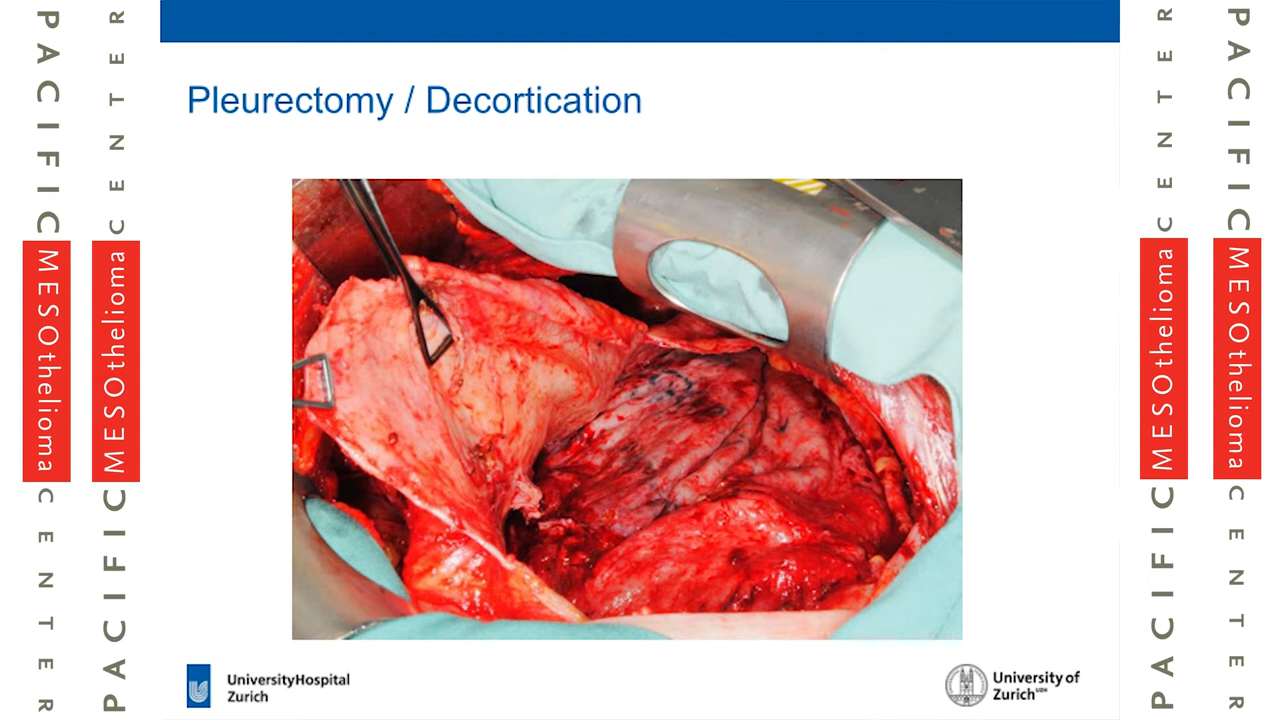 PACIFIC MESOthelioma CENTER
PACIFIC MESOthelioma CENTER
Pleurectomy / Decortication
UniversityHospital
Zurich
University of
Zurich UZH
PACIFIC MESOthelioma CENTER
PACIFIC MESOthelioma CENTER